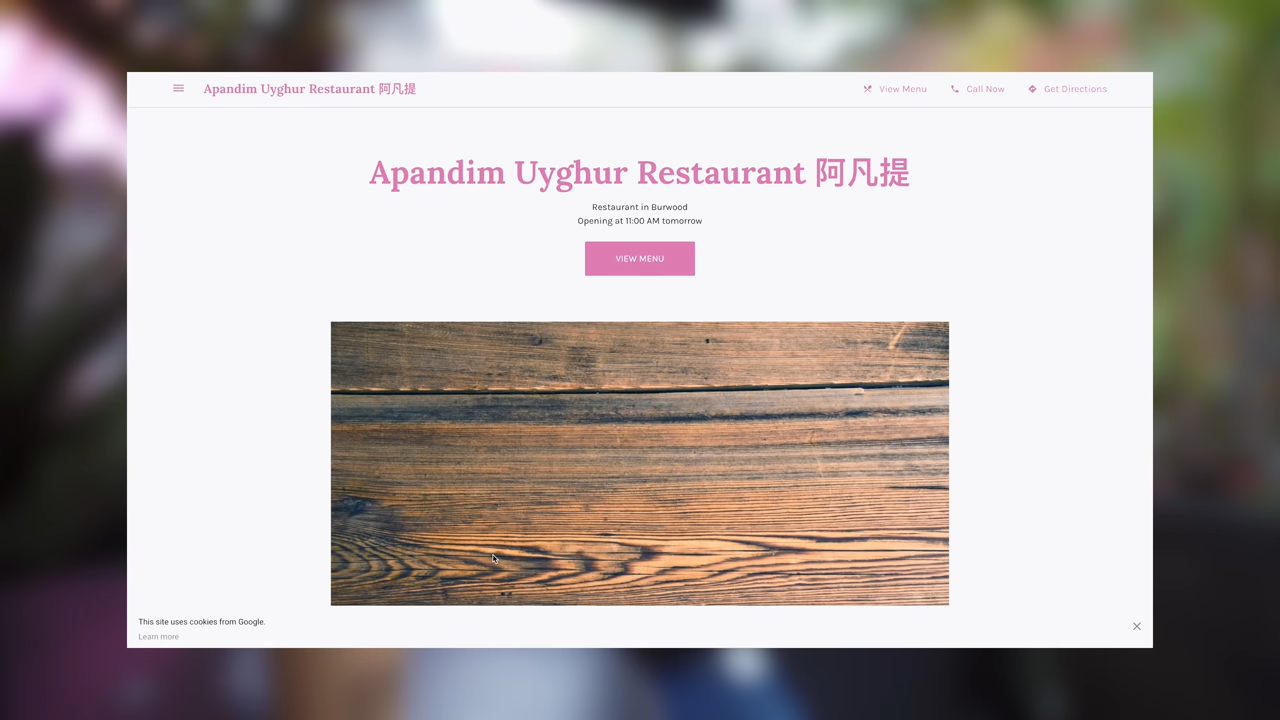 Apandim Uyghur Restaurant 阿凡提
View Menu
Call Now
Get Directions
Apandim Uyghur Restaurant 阿凡提
Restaurant in Burwood
Opening at 11:00 AM tomorrow
VIEW MENU
This site uses cookies from Google.
Learn more